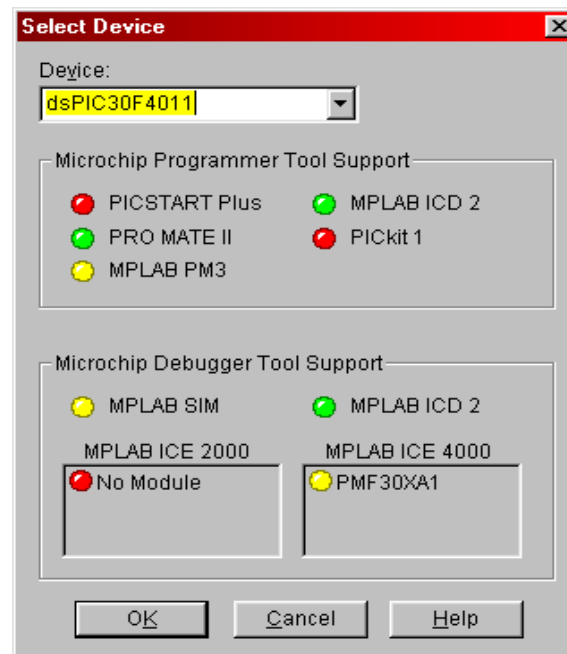 Select Device
Device:
dsPIC30F4011
Microchip Programmer Tool Support
PICSTART Plus
MPLAB ICD 2
PRO MATE II
PICkit 1
MPLAB PM3
Microchip Debugger Tool Support
MPLAB SIM
MPLAB ICD 2
MPLAB ICE 2000
MPLAB ICE 4000
No Module
PMF30XA1
OK
Cancel
Help